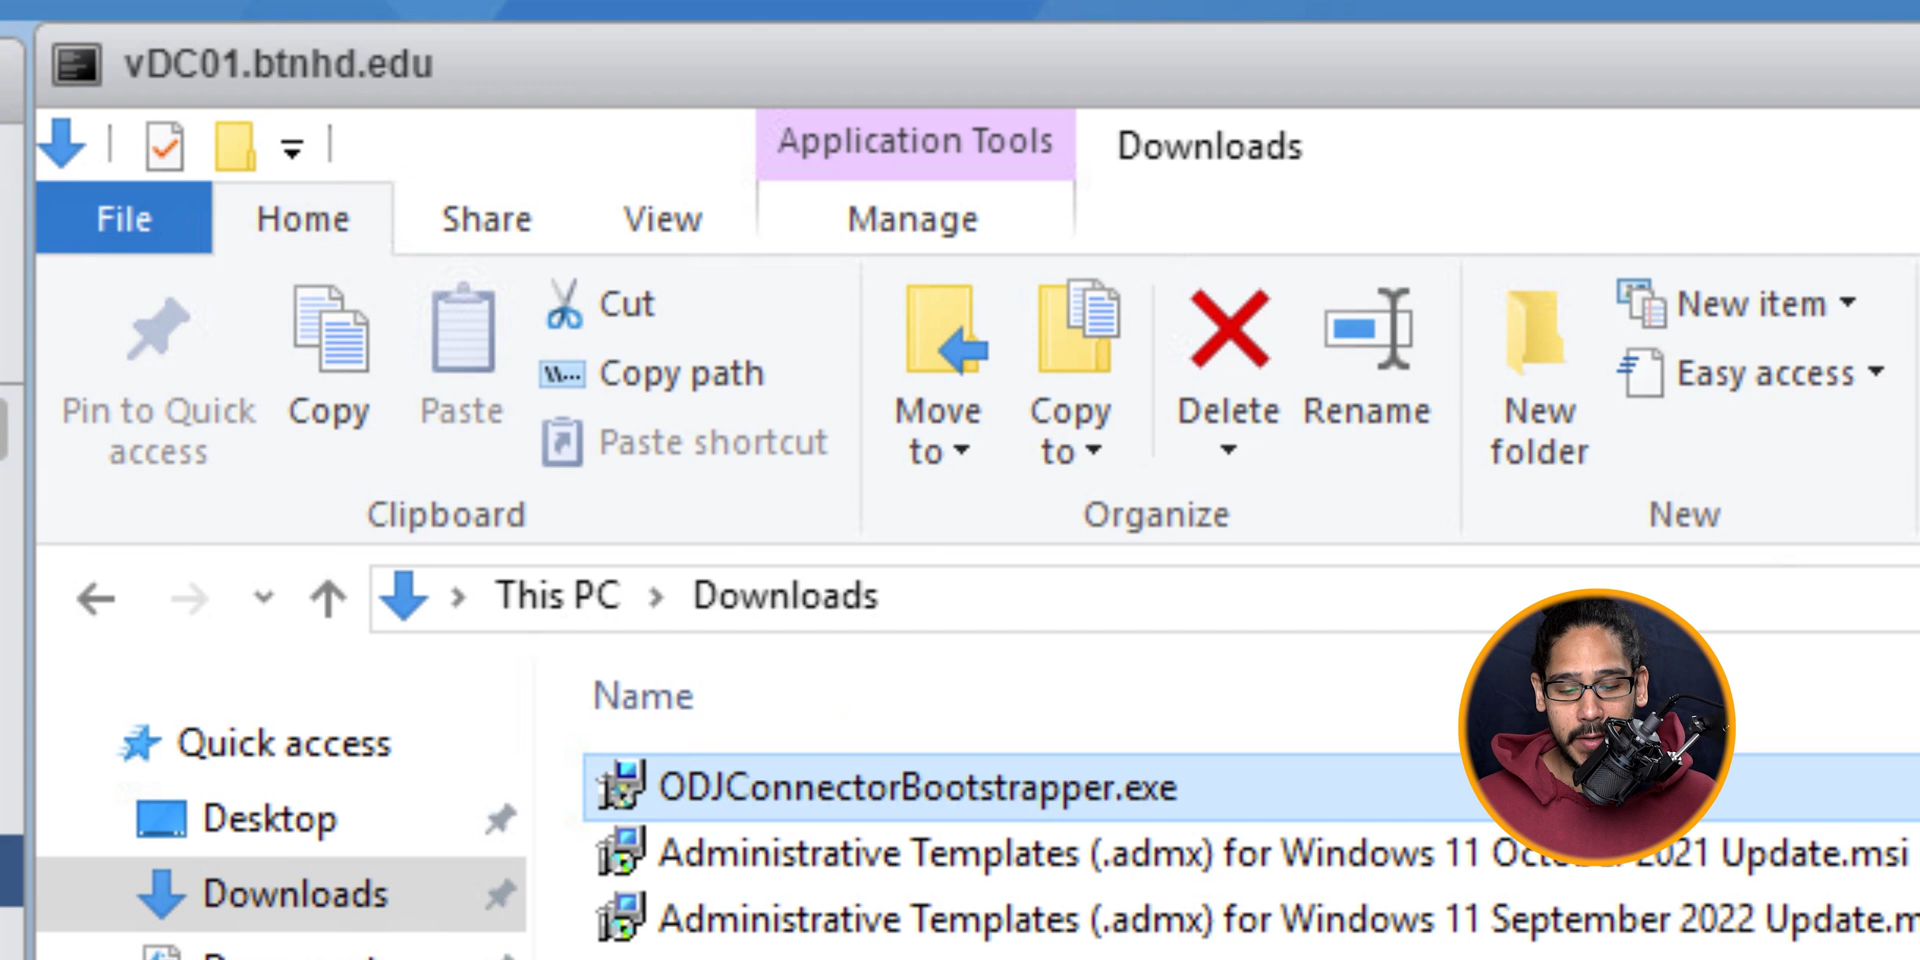 vDC01.btnhd.edu
Application Tools
Downloads
File
Home
Share
View
Manage
Pin to Quick
access
Copy
Paste
Cut
Copy path
Paste shortcut
Clipboard
Move
to
Copy
to
Delete
Rename
Organize
New
folder
New item
Easy access
New
This PC
Downloads
Name
Quick access
Desktop
Downloads
ODJConnectorBootstrapper.exe
Administrative Templates (.admx) for Windows 11 October 2021 Update.msi
Administrative Templates (.admx) for Windows 11 September 2022 Update.m